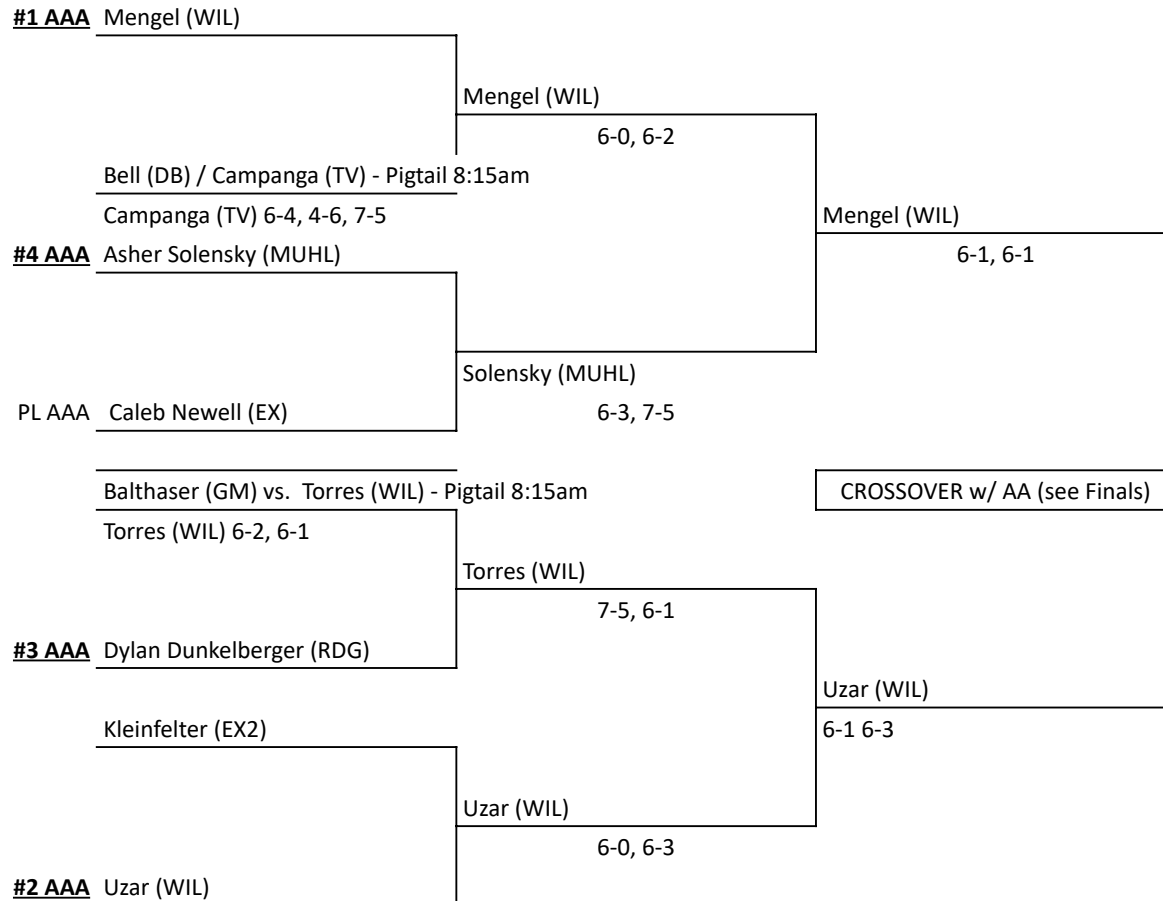 #1 AAA Mengel (WIL)
Mengel (WIL)
6-0, 6-2
Bell (DB) / Campanga (TV) - Pigtail 8:15am
Campanga (TV) 6-4, 4-6, 7-5
Mengel (WIL)
#4 AAA Asher Solensky (MUHL)
6-1, 6-1
Solensky (MUHL)
PL AAA Caleb Newell (EX)
6-3, 7-5
Balthaser (GM) vs. Torres (WIL) - Pigtail 8:15am
CROSSOVER w/ AA (see Finals)
Torres (WIL) 6-2, 6-1
Torres (WIL)
7-5, 6-1
#3 AAA Dylan Dunkelberger (RDG)
Uzar (WIL)
Kleinfelter (EX2)
6-1 6-3
Uzar (WIL)
6-0, 6-3
#2 AAA Uzar (WIL)